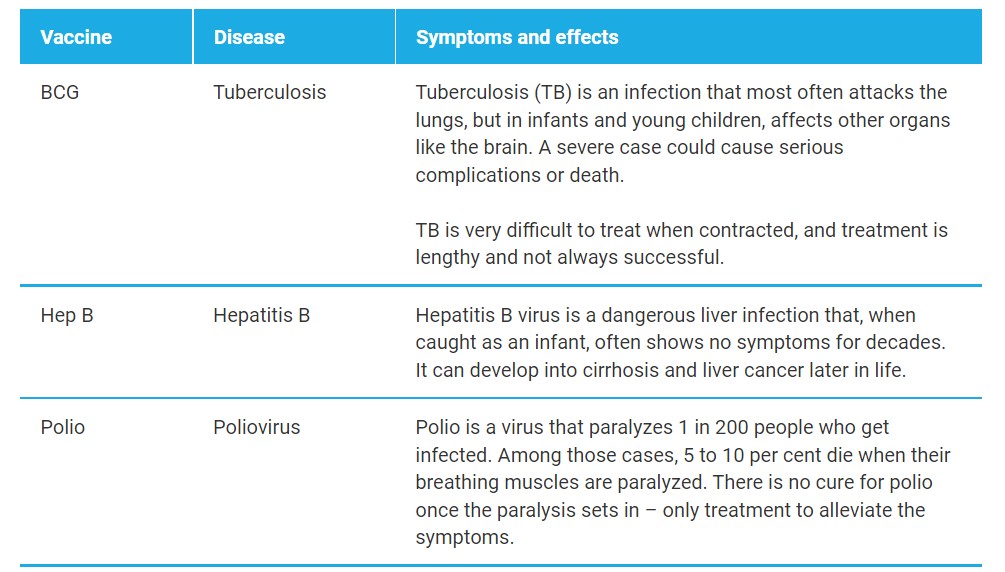 Vaccine Disease Symptoms and effects
BCG Tuberculosis Tuberculosis (TB) is an infection that most often attacks the
lungs, but in infants and young children, affects other organs
like the brain. A severe case could cause serious
complications or death.
TB is very difficult to treat when contracted, and treatment is
lengthy and not always successful.
Hep B Hepatitis B Hepatitis B virus is a dangerous liver infection that, when
caught as an infant, often shows no symptoms for decades.
It can develop into cirrhosis and liver cancer later in life.
Polio Poliovirus Polio is a virus that paralyzes 1 in 200 people who get
infected. Among those cases, 5 to 10 per cent die when their
breathing muscles are paralyzed. There is no cure for polio
once the paralysis sets in – only treatment to alleviate the
symptoms.